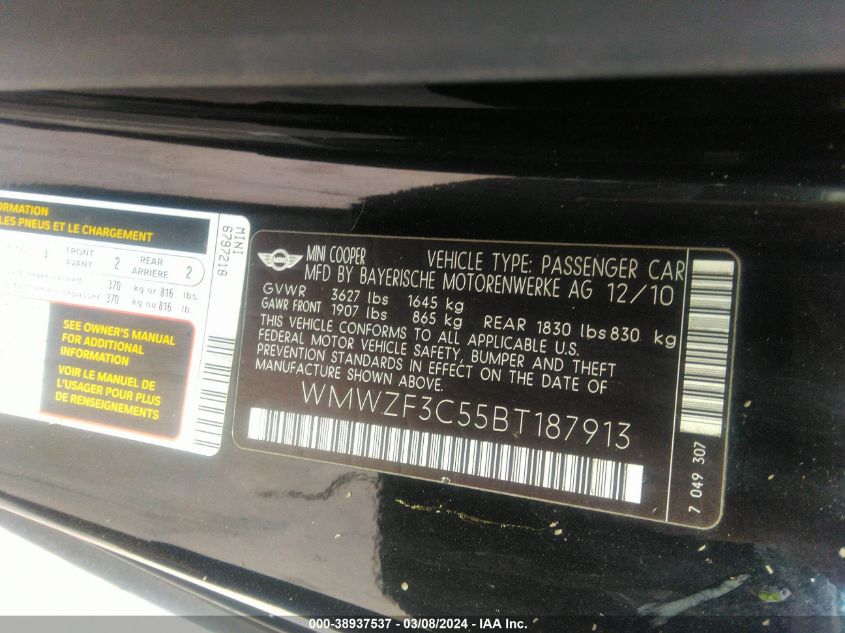 ORMATION
LES PNEUS ET LE CHARGEMENT
FRONT
AVANT 2 REAR
ARRIÈRE 2
370 kg or 816 lbs.
370 kg ou 816 lb.
SEE OWNER'S MANUAL
FOR ADDITIONAL
INFORMATION
VOIR LE MANUEL DE
L'USAGER POUR PLUS
DE RENSEIGNEMENTS
MINI
6797218
MINI
MINI COOPER VEHICLE TYPE: PASSENGER CAR
MFD BY BAYERISCHE MOTORENWERKE AG 12/10
GVWR 3627 lbs 1645 kg
GAWR FRONT 1907 lbs 865 kg REAR 1830 lbs 830 kg
THIS VEHICLE CONFORMS TO ALL APPLICABLE U.S.
FEDERAL MOTOR VEHICLE SAFETY, BUMPER AND THEFT
PREVENTION STANDARDS IN EFFECT ON THE DATE OF
MANUFACTURE SHOWN ABOVE.
WMWZF3C55BT187913
7 049 307
000-38937537 - 03/08/2024 - IAA Inc.